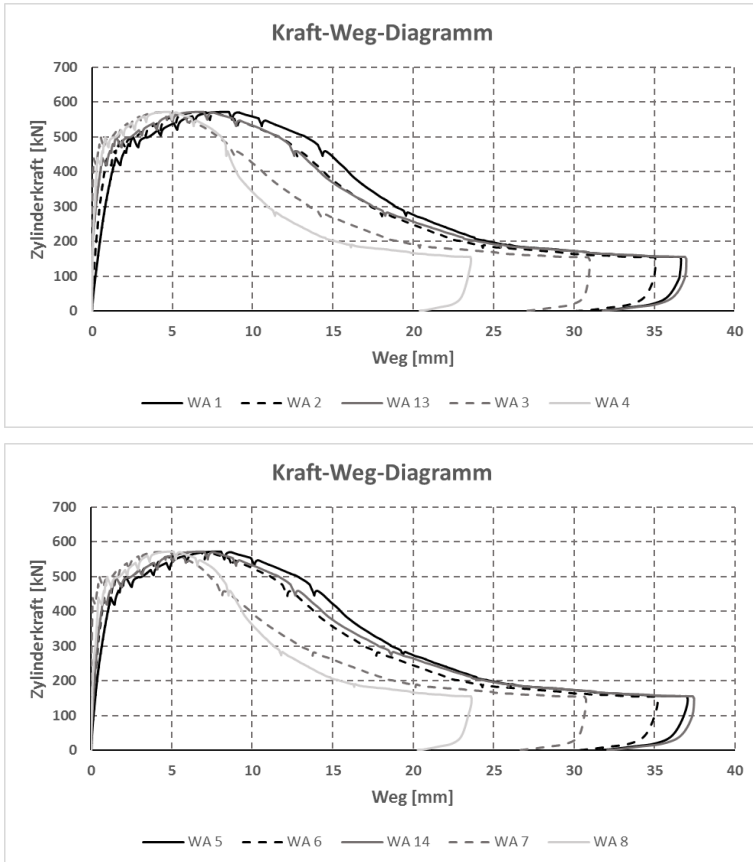 Kraft-Weg-Diagramm
700
600
500
400
300
200
100
0
Zylinderkraft [kN]
0 5 10 15 20 25 30 35 40
Weg [mm]
WA 1 WA 2 WA 13 WA 3 WA 4
Kraft-Weg-Diagramm
700
600
500
400
300
200
100
0
Zylinderkraft [kN]
0 5 10 15 20 25 30 35 40
Weg [mm]
WA 5 WA 6 WA 14 WA 7 WA 8